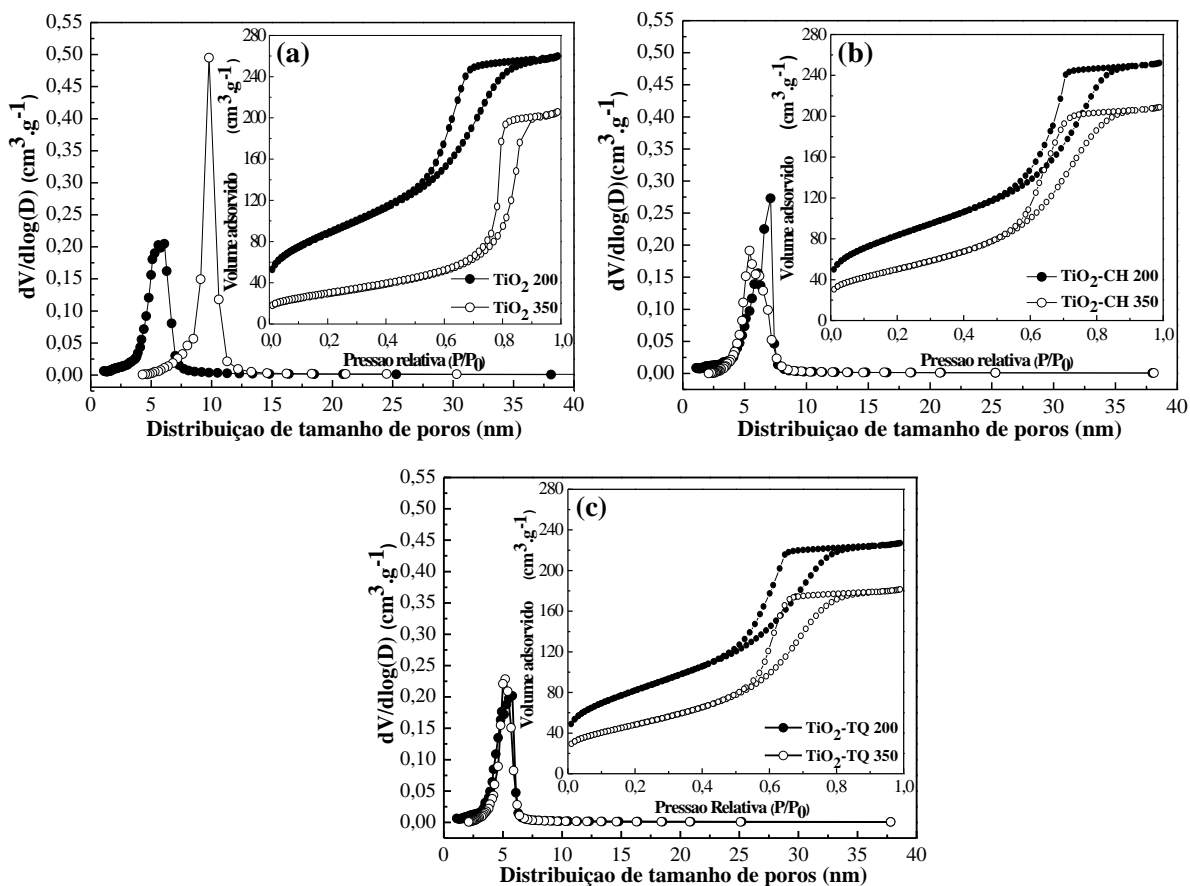 (a)
dV/dlog(D) (cm³.g⁻¹)
0,55
0,50
0,45
0,40
0,35
0,30
0,25
0,20
0,15
0,10
0,05
0,00
0 5 10 15 20 25 30 35 40
Distribuiçao de tamanho de poros (nm)
Volume adsorvido (cm³.g⁻¹)
280
240
200
160
120
80
40
0
0,0 0,2 0,4 0,6 0,8 1,0
Pressao relativa (P/P₀)
TiO₂ 200
TiO₂ 350
(b)
dV/dlog(D)(cm³.g⁻¹)
0,55
0,50
0,45
0,40
0,35
0,30
0,25
0,20
0,15
0,10
0,05
0,00
0 5 10 15 20 25 30 35 40
Distribuiçao de tamanho de poros (nm)
Volume adsorvido (cm³.g⁻¹)
280
240
200
160
120
80
40
0
0,0 0,2 0,4 0,6 0,8 1,0
Pressao relativa (P/P₀)
TiO₂-CH 200
TiO₂-CH 350
(c)
dV/dlog(D) (cm³.g⁻¹)
0,55
0,50
0,45
0,40
0,35
0,30
0,25
0,20
0,15
0,10
0,05
0,00
0 5 10 15 20 25 30 35 40
Distribuiçao de tamanho de poros (nm)
Volume adsorvido (cm³.g⁻¹)
280
240
200
160
120
80
40
0
0,0 0,2 0,4 0,6 0,8 1,0
Pressao Relativa (P/P₀)
TiO₂-TQ 200
TiO₂-TQ 350